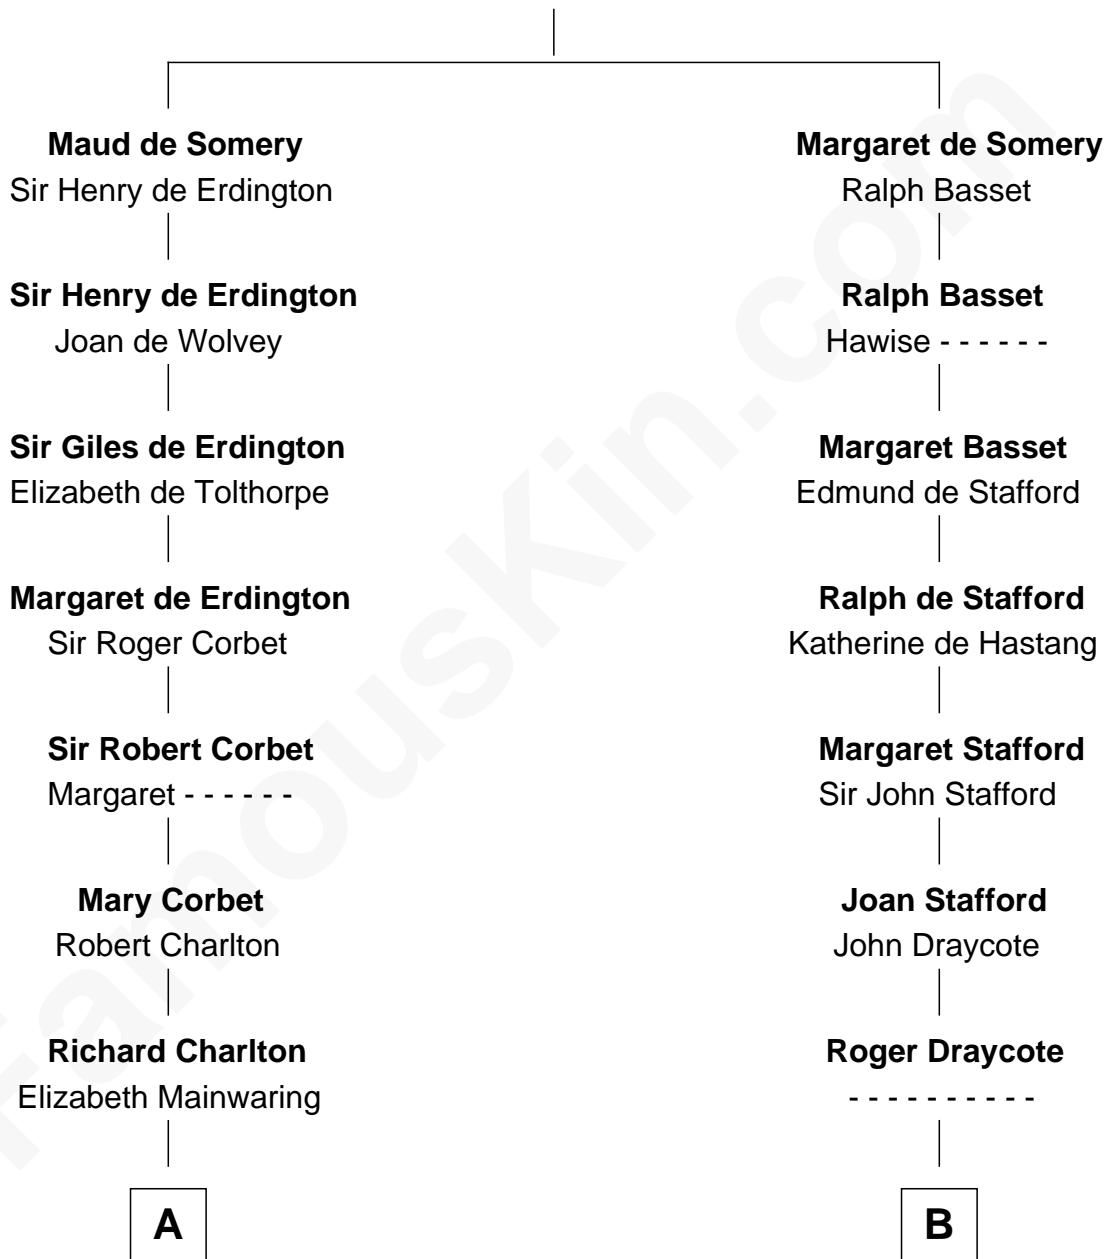 Maud de Somery
Sir Henry de Erdington
Sir Henry de Erdington
Joan de Wolvey
Sir Giles de Erdington
Elizabeth de Tolthorpe
Margaret de Erdington
Sir Roger Corbet
Sir Robert Corbet
Margaret - - - - - -
Mary Corbet
Robert Charlton
Richard Charlton
Elizabeth Mainwaring
A
Margaret de Somery
Ralph Basset
Ralph Basset
Hawise - - - - - -
Margaret Basset
Edmund de Stafford
Ralph de Stafford
Katherine de Hastang
Margaret Stafford
Sir John Stafford
Joan Stafford
John Draycote
Roger Draycote
- - - - - - - - - -
B
FamousKin.com